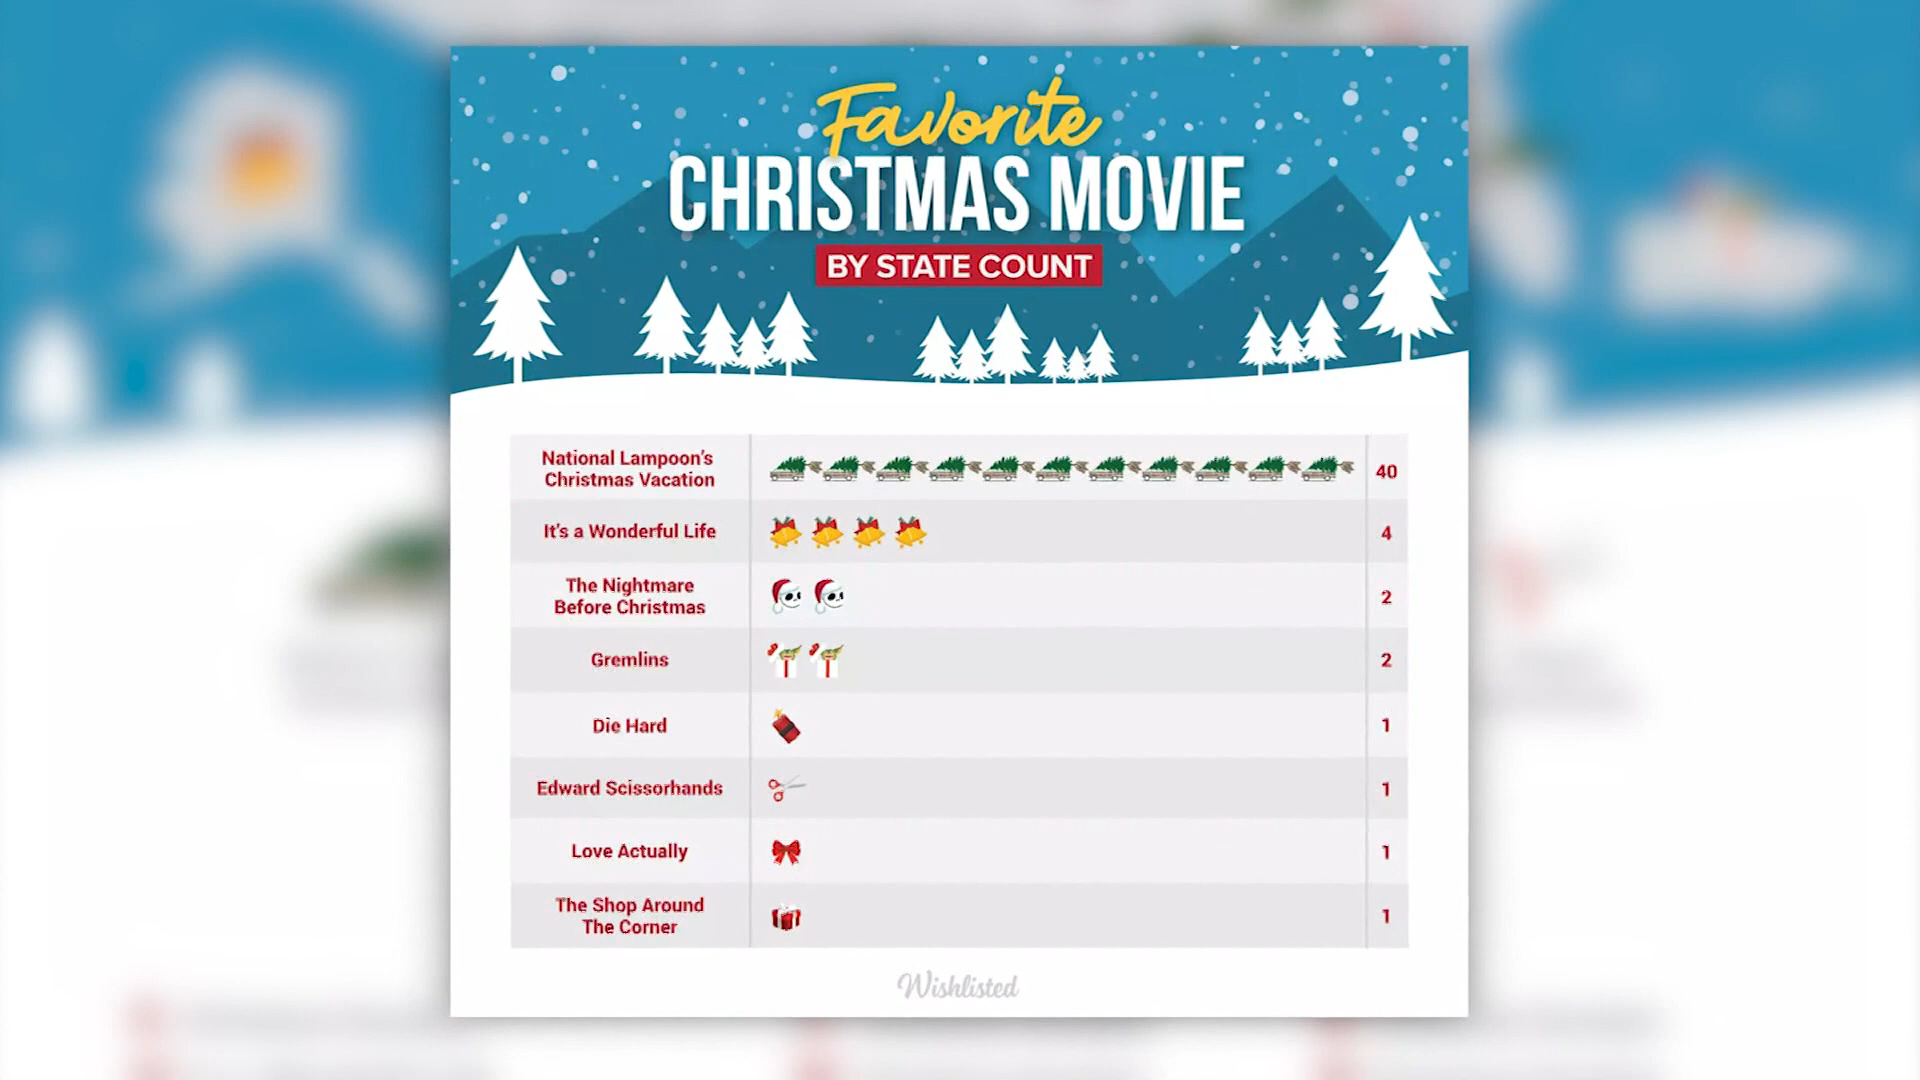 Favorite
CHRISTMAS MOVIE
BY STATE COUNT
National Lampoon's
Christmas Vacation
40
It's a Wonderful Life
4
The Nightmare
Before Christmas
2
Gremlins
2
Die Hard
1
Edward Scissorhands
1
Love Actually
1
The Shop Around
The Corner
1
Wishlisted